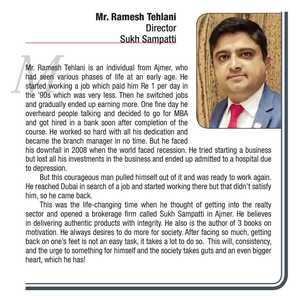 Mr. Ramesh Tehlani
Director
Sukh Sampatti
M
Mr. Ramesh Tehlani is an individual from Ajmer, who
had seen various phases of life at an early age. He
started working a job which paid him Re 1 per day in
the '90s which was very less. Then he switched jobs
and gradually ended up earning more. One fine day he
overheard people talking and decided to go for MBA
and got hired in a bank soon after completion of the
course. He worked so hard with all his dedication and
became the branch manager in no time. But he faced
his downfall in 2008 when the world faced recession. He tried starting a business
but lost all his investments in the business and ended up admitted to a hospital due
to depression.
But this courageous man pulled himself out of it and was ready to work again.
He reached Dubai in search of a job and started working there but that didn't satisfy
him, so he came back.
This was the life-changing time when he thought of getting into the realty
sector and opened a brokerage firm called Sukh Sampatti in Ajmer. He believes
in delivering authentic products with integrity. He also is the author of 3 books on
motivation. He always desires to do more for society. After facing so much, getting
back on one's feet is not an easy task, it takes a lot to do so. This will, consistency,
and the urge to something for himself and the society takes guts and an even bigger
heart, which he has!